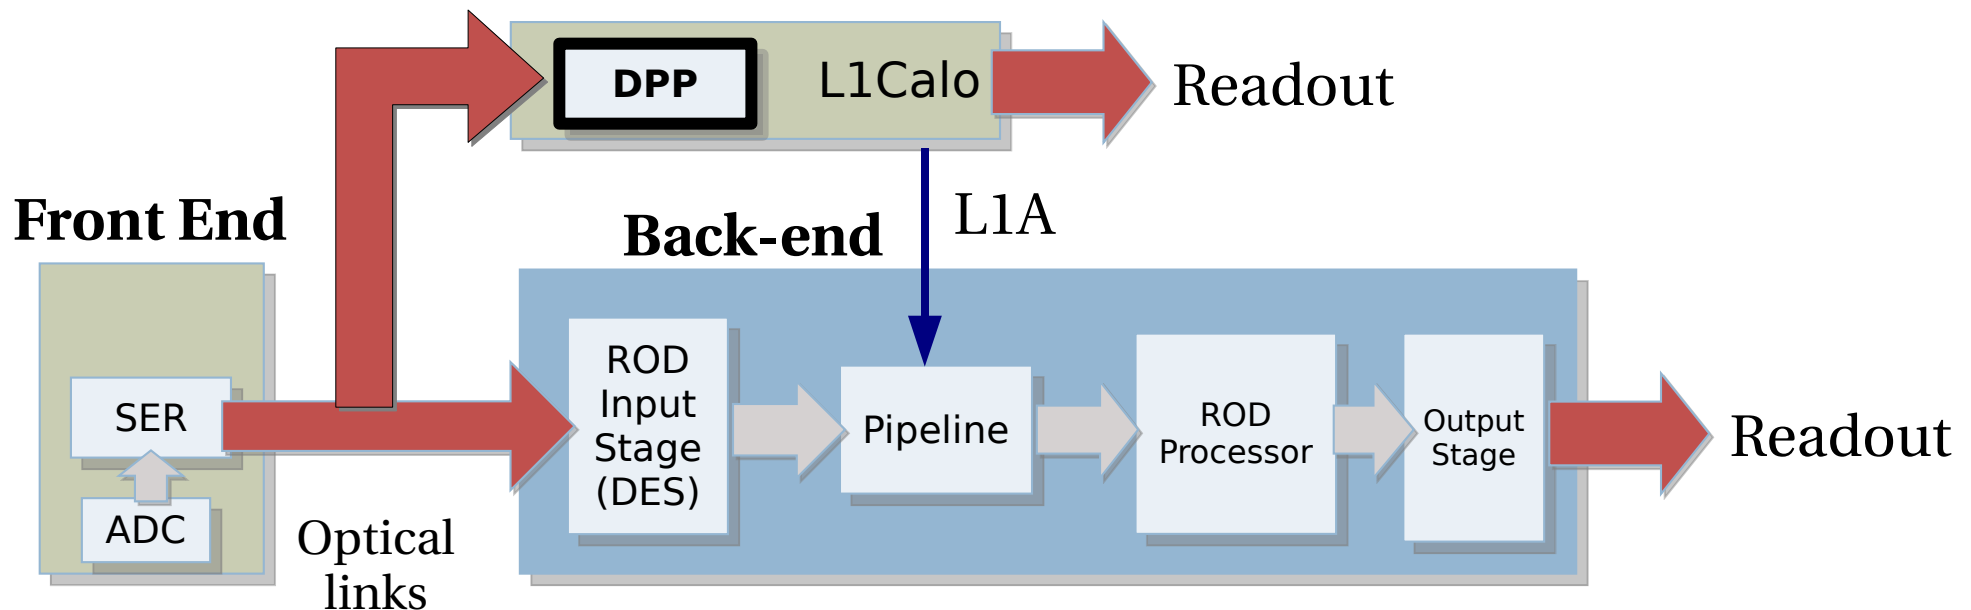 DPP
L1Calo
Readout
Front End
Back-end
L1A
SER
ADC
Optical
links
ROD
Input
Stage
(DES)
Pipeline
ROD
Processor
Output
Stage
Readout